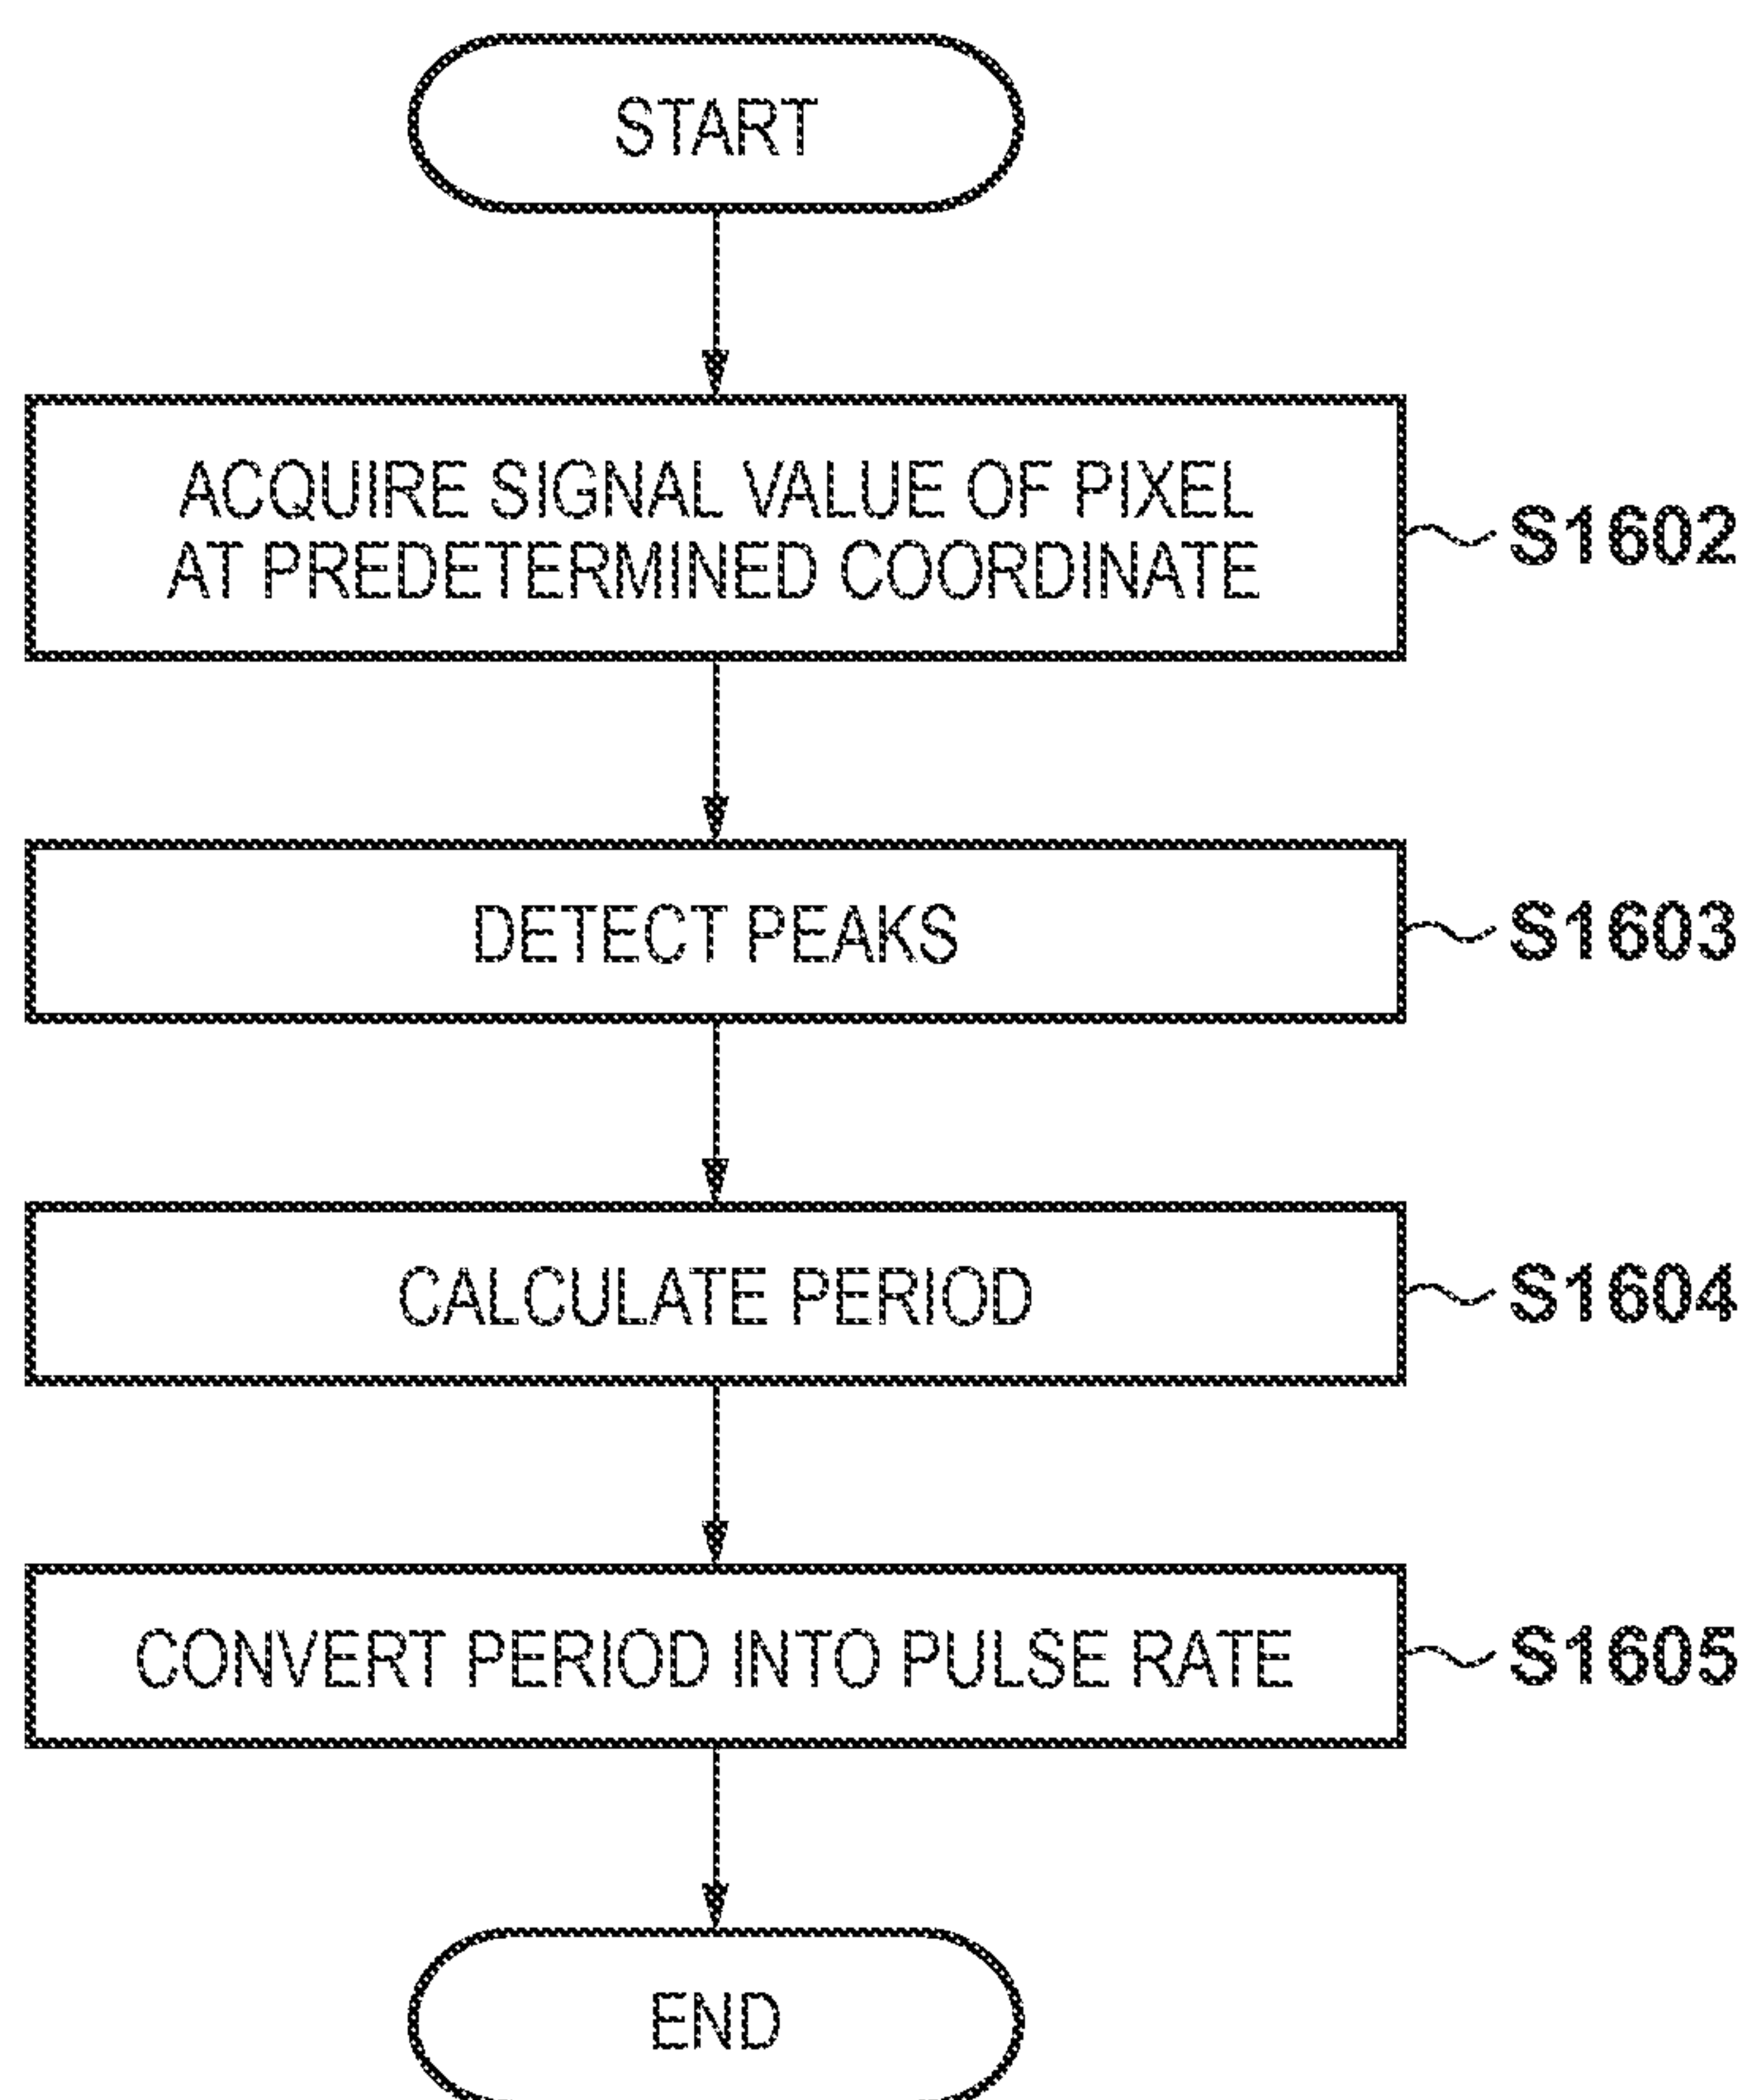 START
ACQUIRE SIGNAL VALUE OF PIXEL
AT PREDETERMINED COORDINATE
S1602
DETECT PEAKS
S1603
CALCULATE PERIOD
S1604
CONVERT PERIOD INTO PULSE RATE
S1605
END